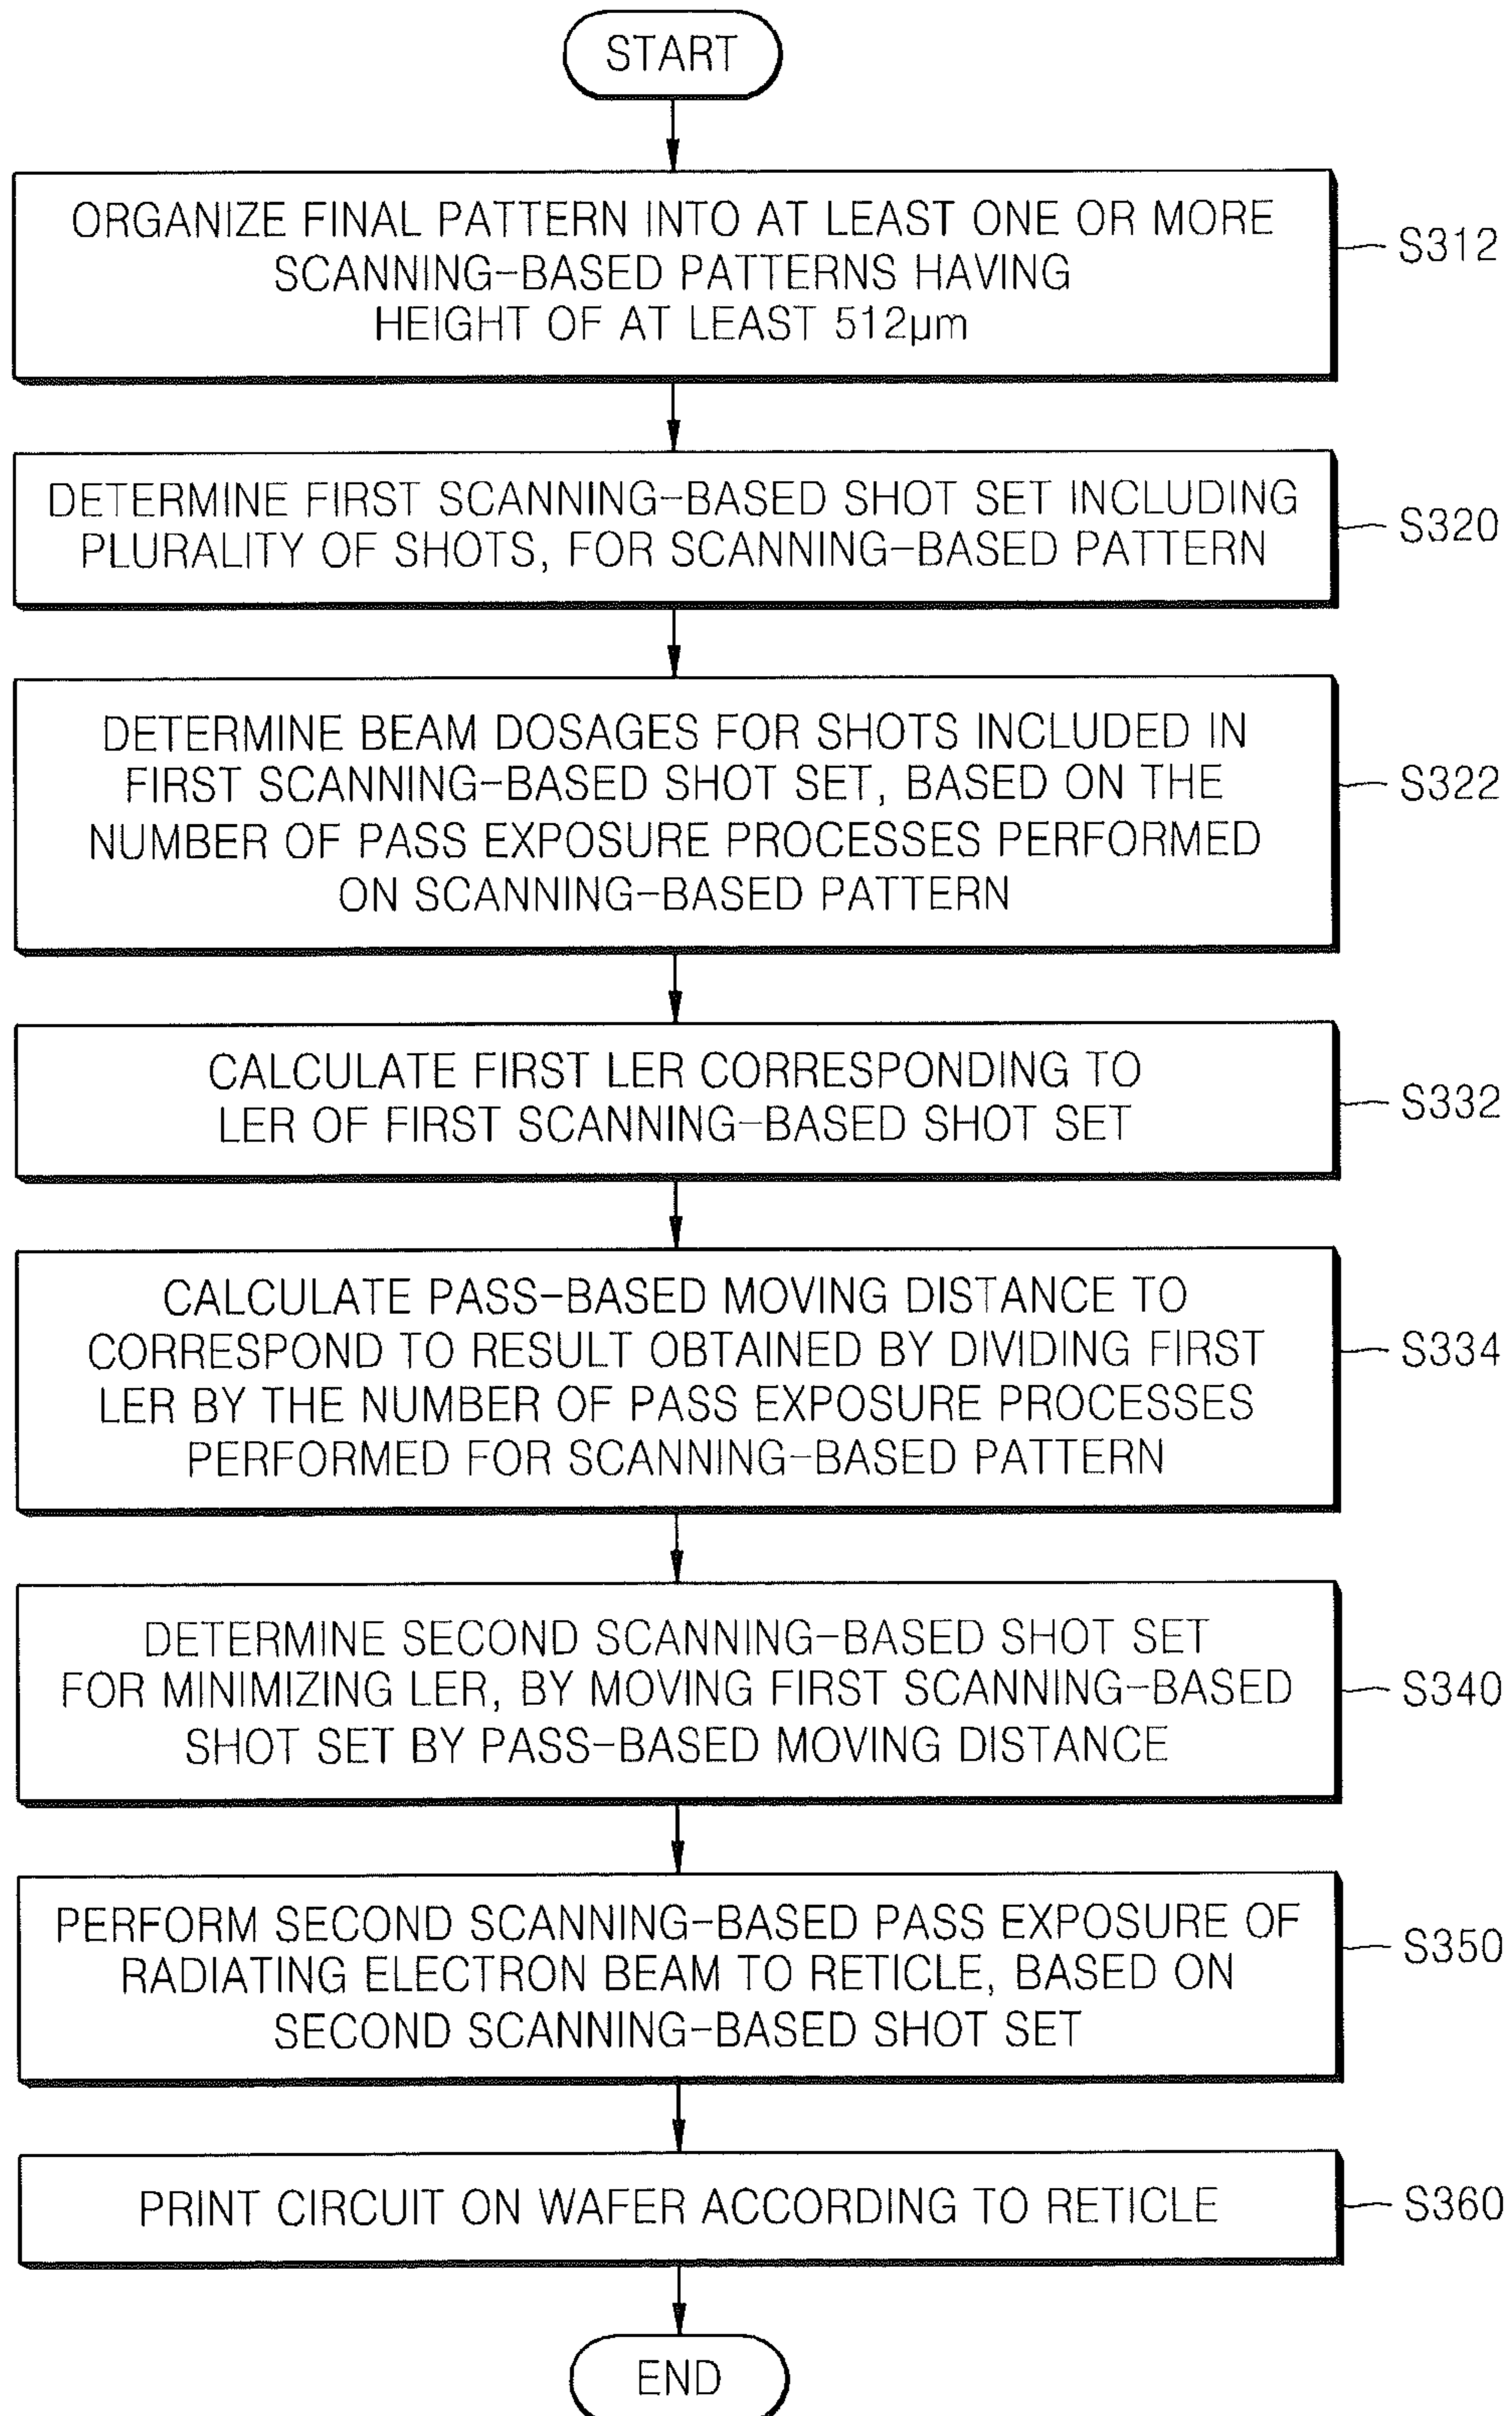 START
ORGANIZE FINAL PATTERN INTO AT LEAST ONE OR MORE
SCANNING-BASED PATTERNS HAVING
HEIGHT OF AT LEAST 512μm
S312
DETERMINE FIRST SCANNING-BASED SHOT SET INCLUDING
PLURALITY OF SHOTS, FOR SCANNING-BASED PATTERN
S320
DETERMINE BEAM DOSAGES FOR SHOTS INCLUDED IN
FIRST SCANNING-BASED SHOT SET, BASED ON THE
NUMBER OF PASS EXPOSURE PROCESSES PERFORMED
ON SCANNING-BASED PATTERN
S322
CALCULATE FIRST LER CORRESPONDING TO
LER OF FIRST SCANNING-BASED SHOT SET
S332
CALCULATE PASS-BASED MOVING DISTANCE TO
CORRESPOND TO RESULT OBTAINED BY DIVIDING FIRST
LER BY THE NUMBER OF PASS EXPOSURE PROCESSES
PERFORMED FOR SCANNING-BASED PATTERN
S334
DETERMINE SECOND SCANNING-BASED SHOT SET
FOR MINIMIZING LER, BY MOVING FIRST SCANNING-BASED
SHOT SET BY PASS-BASED MOVING DISTANCE
S340
PERFORM SECOND SCANNING-BASED PASS EXPOSURE OF
RADIATING ELECTRON BEAM TO RETICLE, BASED ON
SECOND SCANNING-BASED SHOT SET
S350
PRINT CIRCUIT ON WAFER ACCORDING TO RETICLE
S360
END